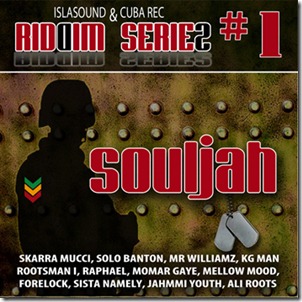 ISLASOUND & CUBA REC
RIDDIM SERIES #1
souljah
SKARRA MUCCI, SOLO BANTON, MR WILLIAMZ, KG MAN
ROOTSMAN I, RAPHAEL, MOMAR GAYE, MELLOW MOOD,
FORELOCK, SISTA NAMELY, JAHMMI YOUTH, ALI ROOTS